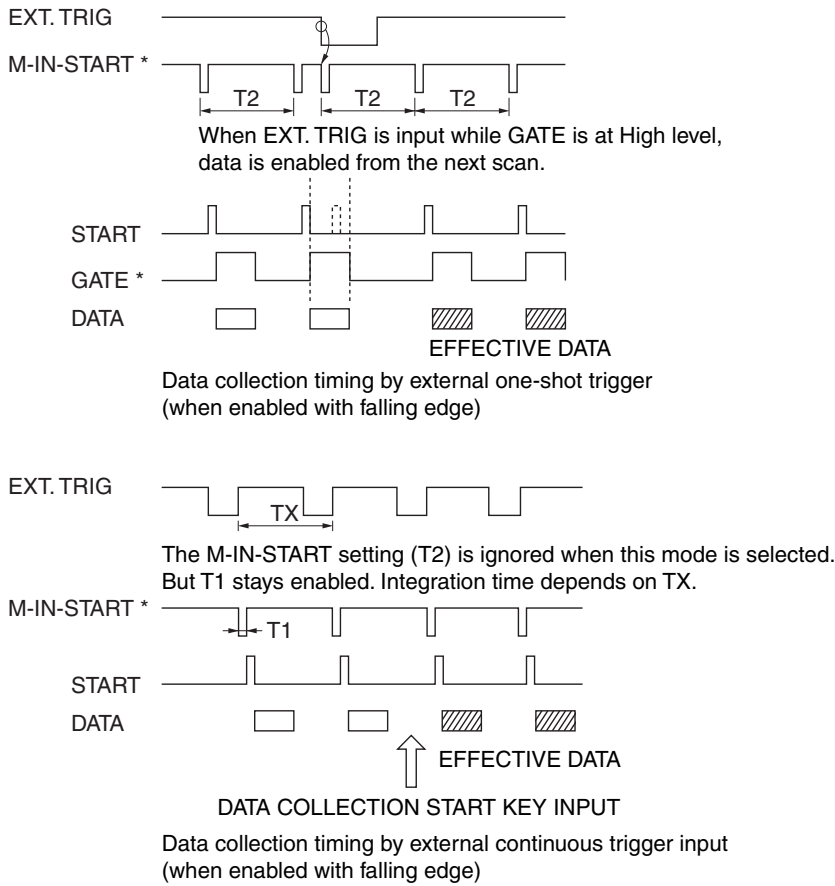 EXT. TRIG
M-IN-START *
T2 T2 T2
When EXT. TRIG is input while GATE is at High level,
data is enabled from the next scan.
START
GATE *
DATA
EFFECTIVE DATA
Data collection timing by external one-shot trigger
(when enabled with falling edge)
EXT. TRIG
TX
The M-IN-START setting (T2) is ignored when this mode is selected.
But T1 stays enabled. Integration time depends on TX.
M-IN-START *
T1
START
DATA
EFFECTIVE DATA
DATA COLLECTION START KEY INPUT
Data collection timing by external continuous trigger input
(when enabled with falling edge)